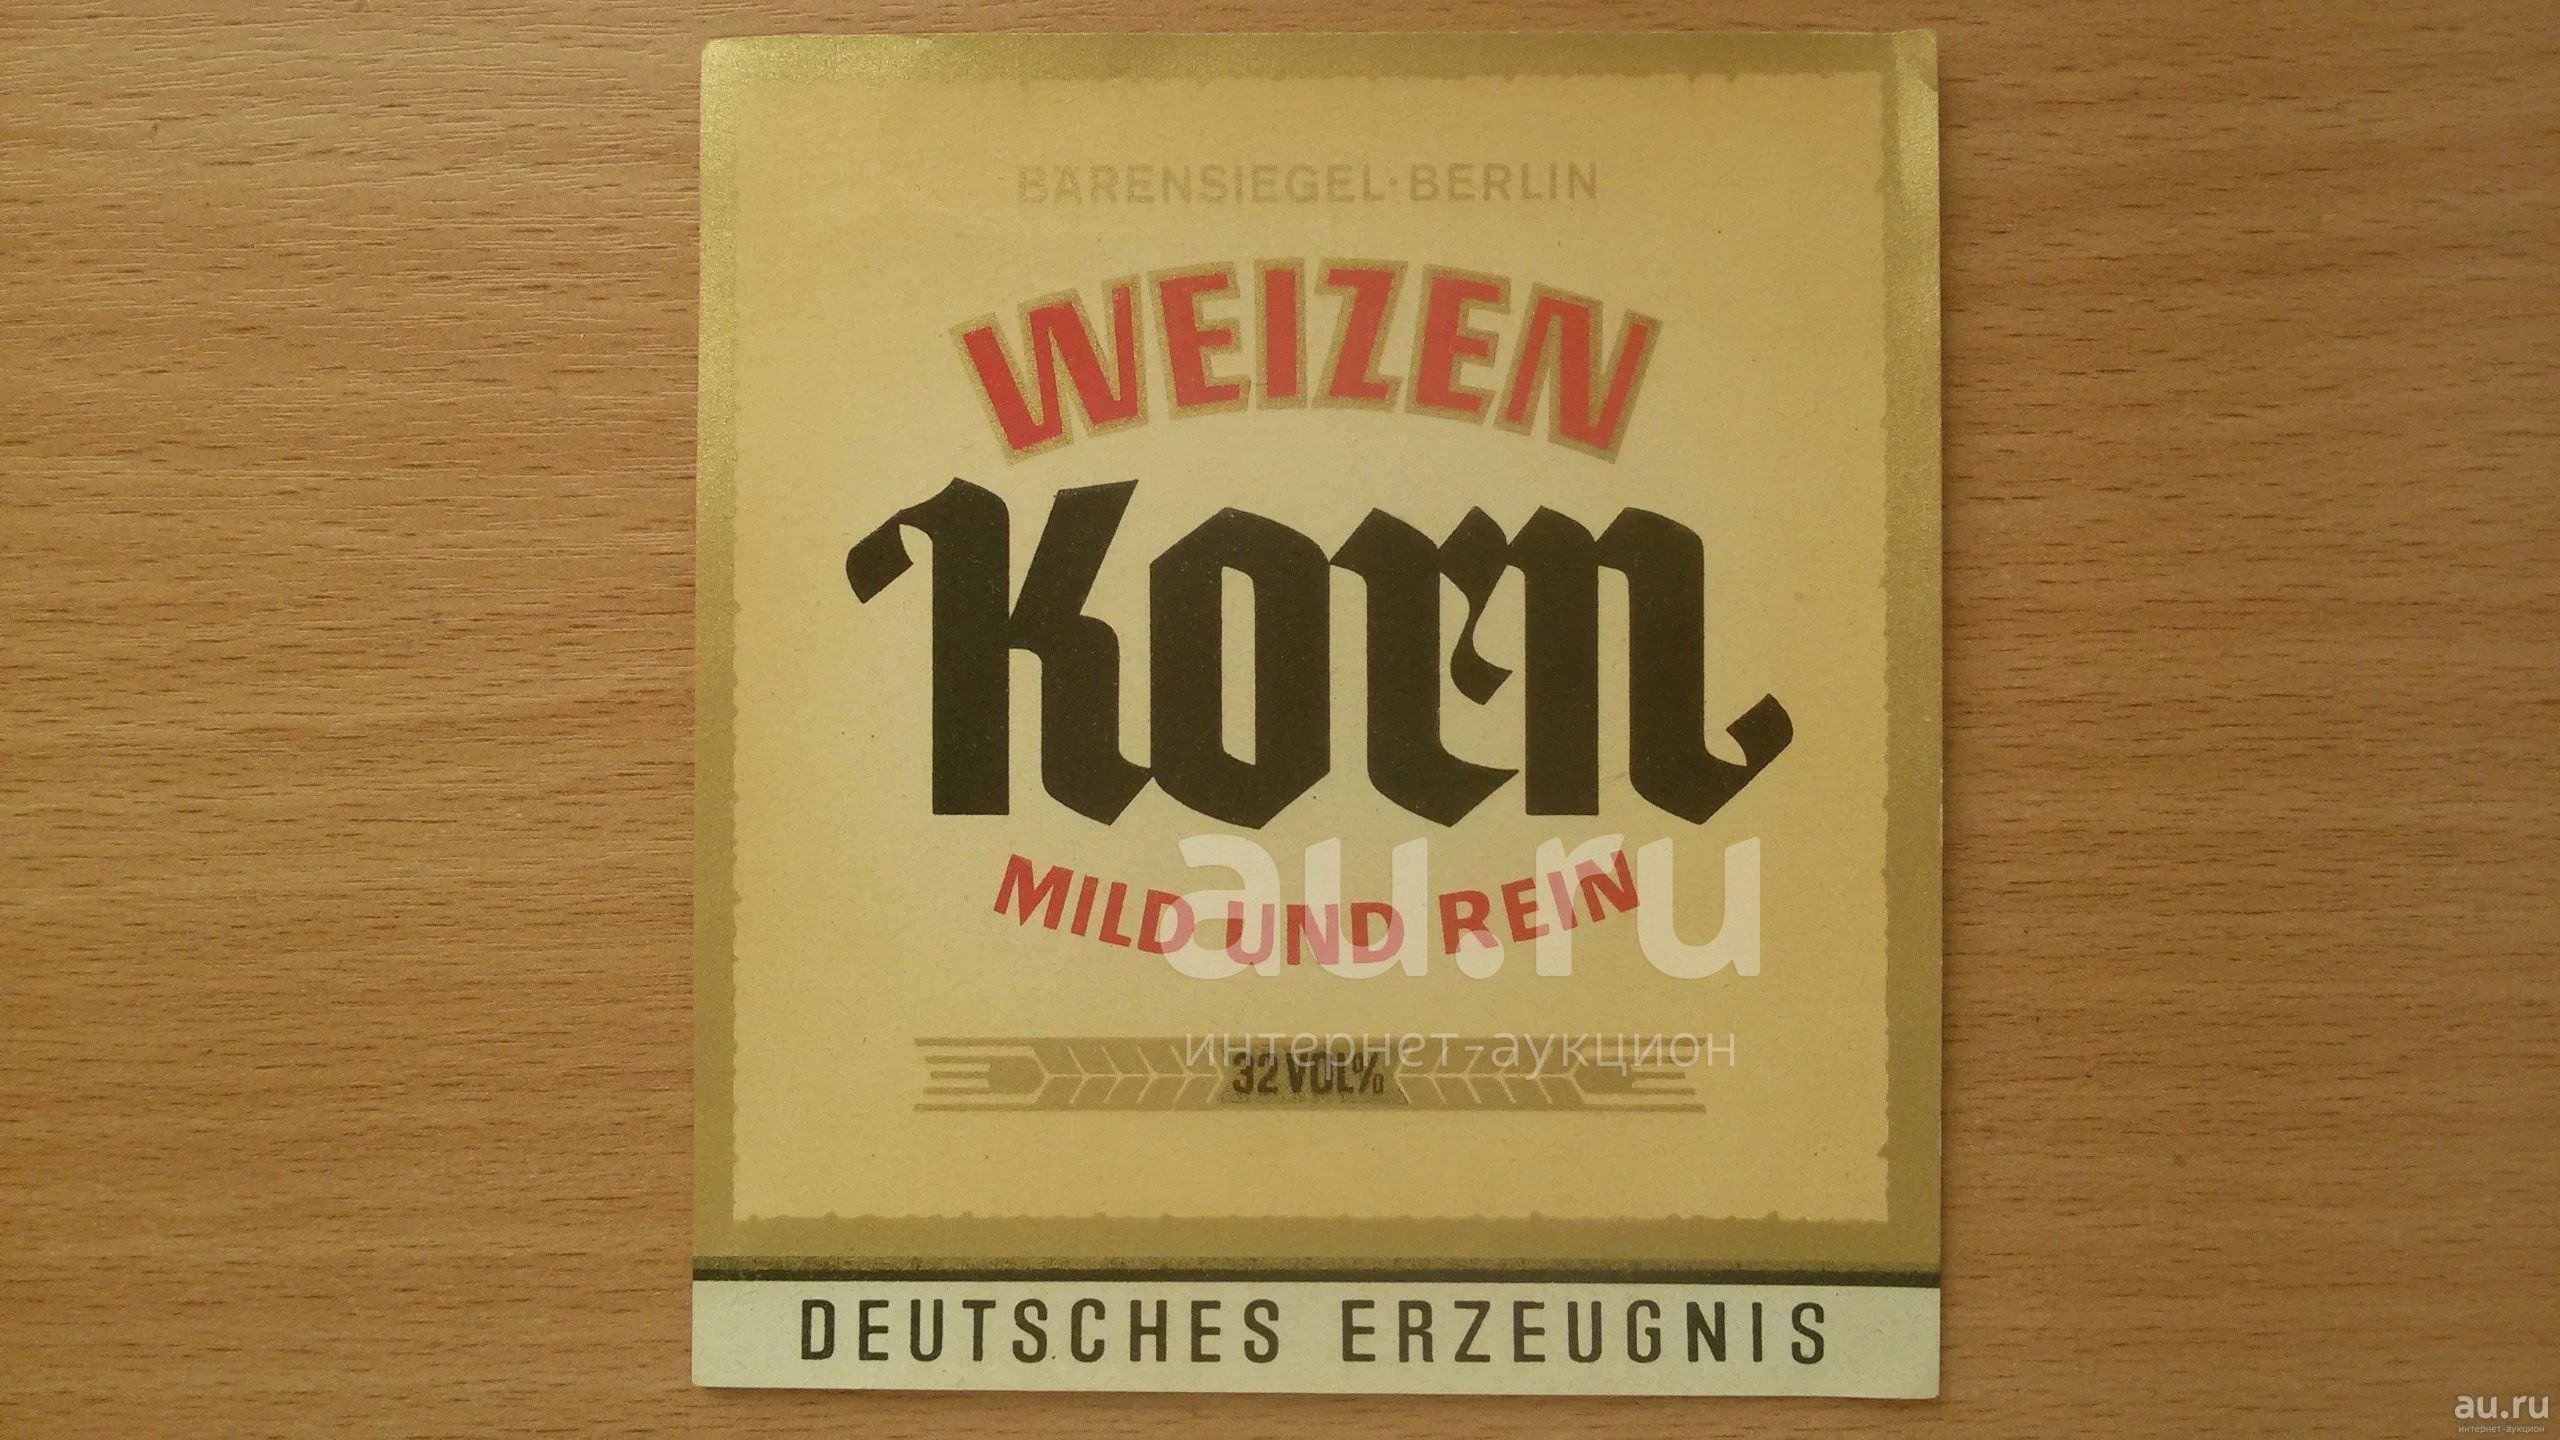 BÄRENSIEGEL·BERLIN
WEIZEN
Korn
MILD UND REIN
au.ru
интернет-аукцион
32 VOL%
DEUTSCHES ERZEUGNIS
au.ru
интернет-аукцион